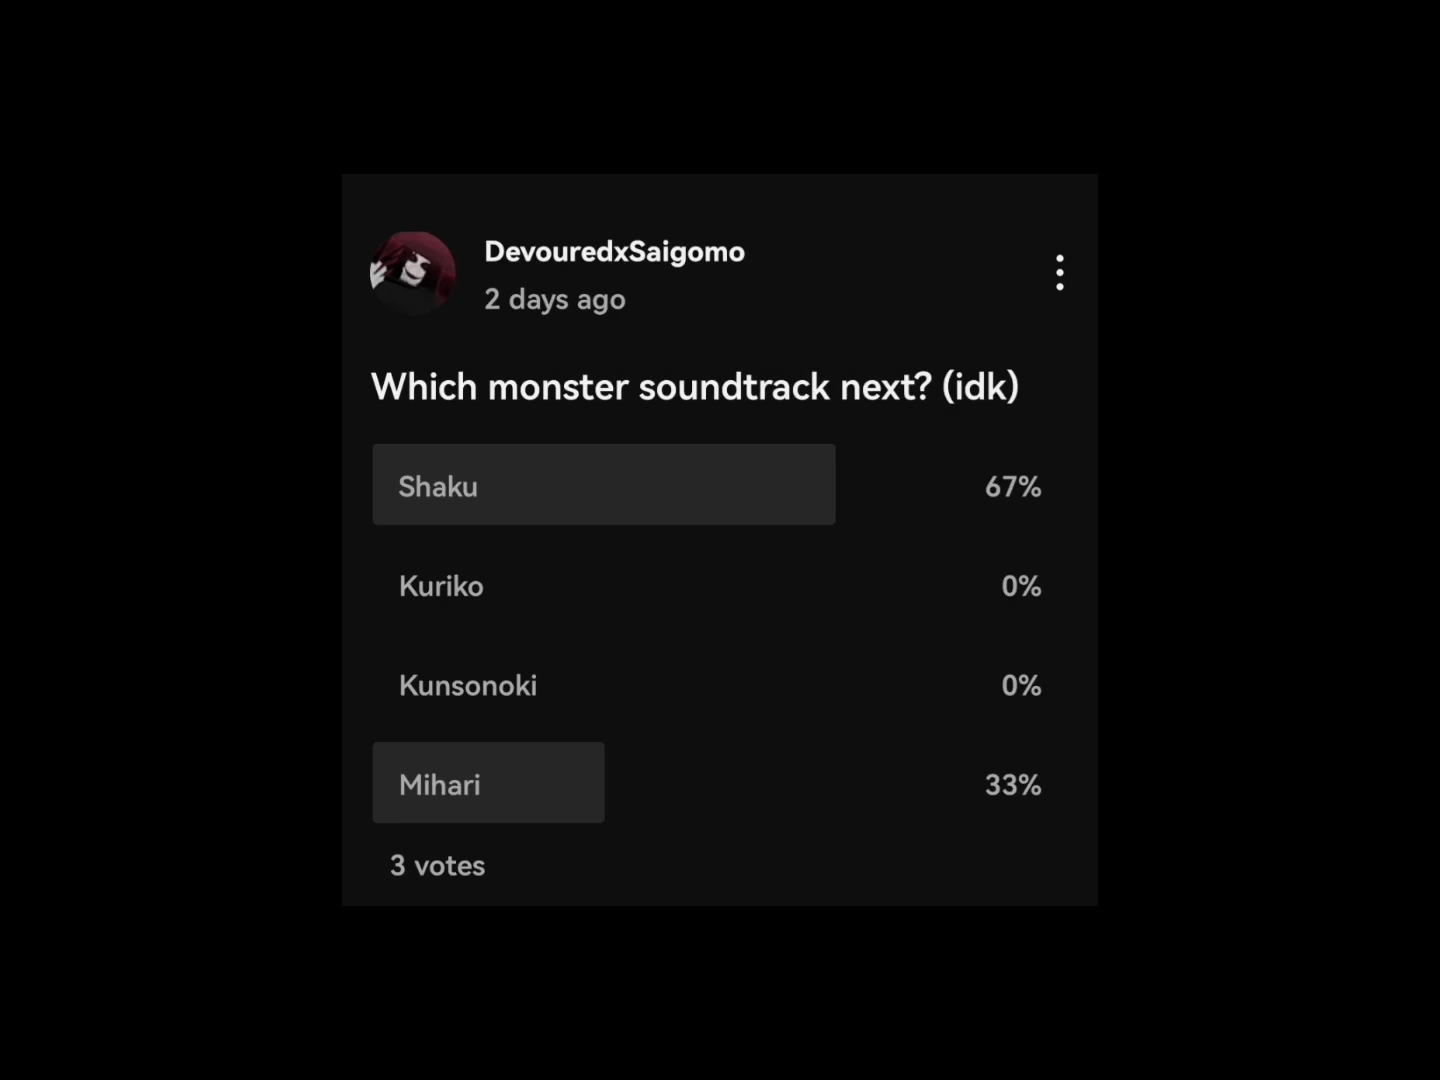 DevouredxSaigomo
2 days ago
Which monster soundtrack next? (idk)
Shaku 67%
Kuriko 0%
Kunsonoki 0%
Mihari 33%
3 votes